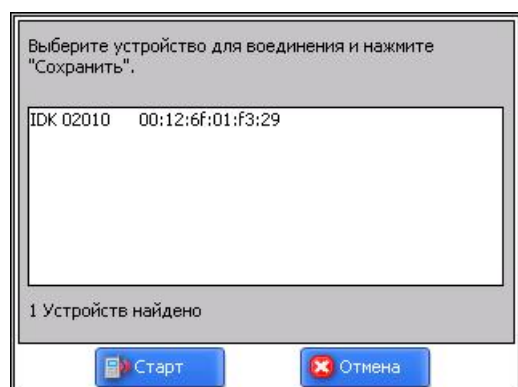 Выберите устройство для воединения и нажмите
"Сохранить".
IDK 02010 00:12:6f:01:f3:29
1 Устройств найдено
Старт Отмена